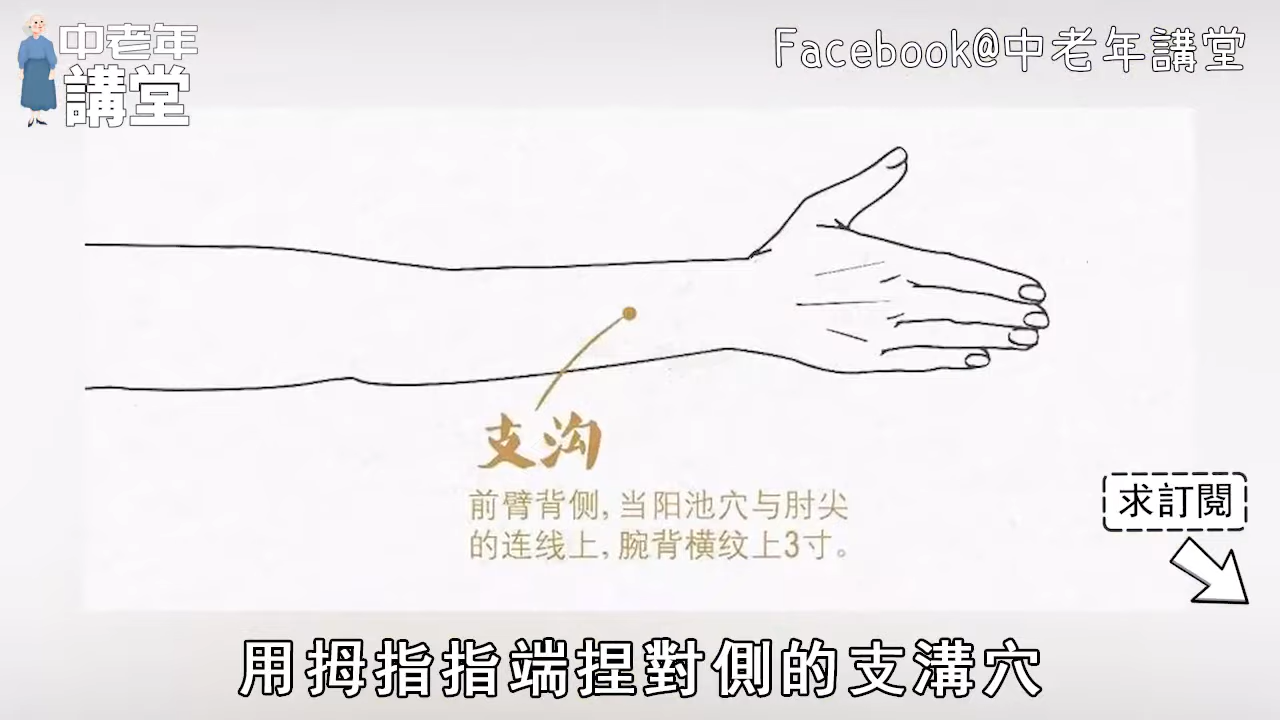 中老年
講堂
Facebook@中老年講堂
支沟
前臂背侧，当阳池穴与肘尖
的连线上，腕背横纹上3寸。
求訂閱
用拇指指端捏對側的支溝穴